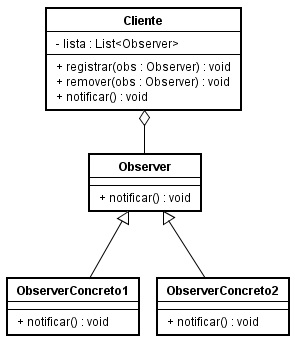 Cliente
- lista : List<Observer>
+ registrar(obs : Observer) : void
+ remover(obs : Observer) : void
+ notificar() : void
Observer
+ notificar() : void
ObserverConcreto1
+ notificar() : void
ObserverConcreto2
+ notificar() : void